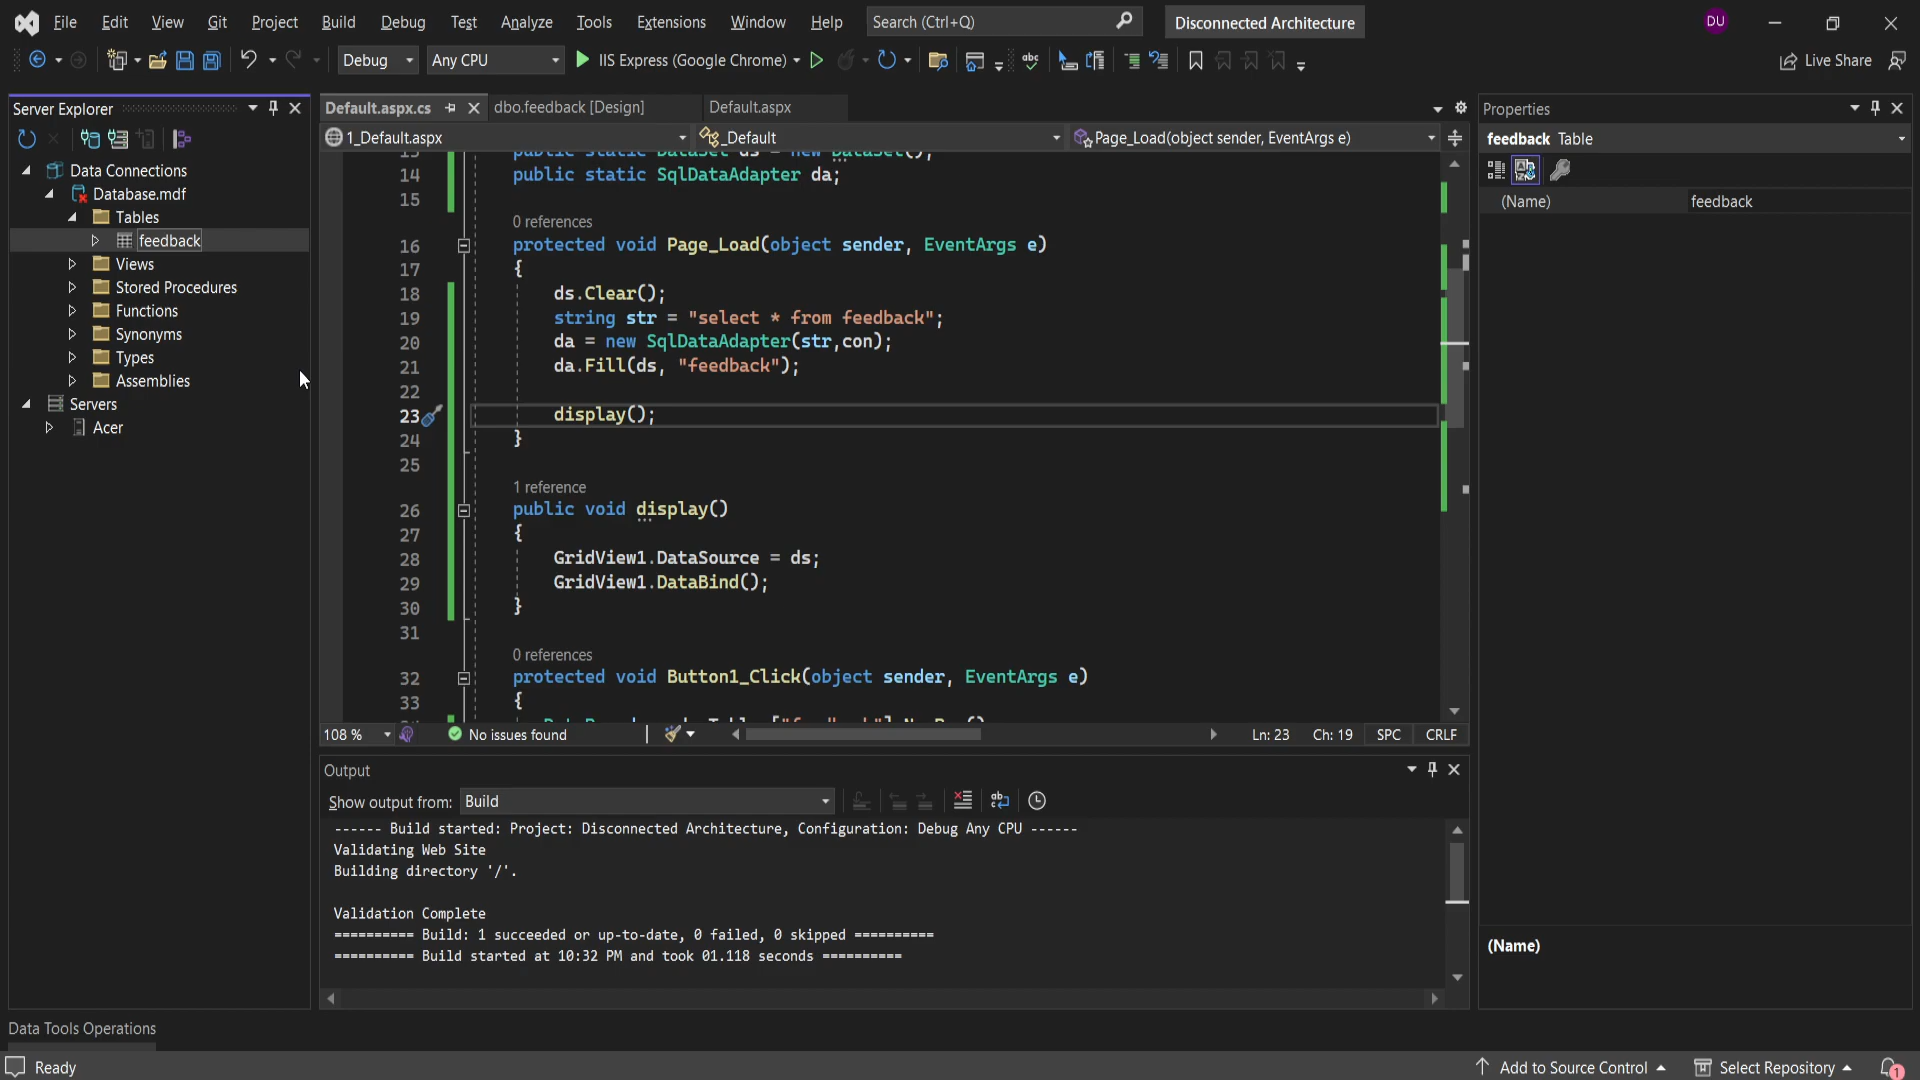 File Edit View Git Project Build Debug Test Analyze Tools Extensions Window Help Search (Ctrl+Q) Disconnected Architecture DU
Debug Any CPU IIS Express (Google Chrome) Live Share
Server Explorer
Data Connections
Database.mdf
Tables
feedback
Views
Stored Procedures
Functions
Synonyms
Types
Assemblies
Servers
Acer
Default.aspx.cs dbo.feedback [Design] Default.aspx
1_Default.aspx _Default Page_Load(object sender, EventArgs e)
13 public static DataSet ds = new DataSet();
14 public static SqlDataAdapter da;
15
0 references
16 protected void Page_Load(object sender, EventArgs e)
17 {
18 ds.Clear();
19 string str = "select * from feedback";
20 da = new SqlDataAdapter(str,con);
21 da.Fill(ds, "feedback");
22
23 display();
24 }
25
1 reference
26 public void display()
27 {
28 GridView1.DataSource = ds;
29 GridView1.DataBind();
30 }
31
0 references
32 protected void Button1_Click(object sender, EventArgs e)
33 {
108 % No issues found Ln: 23 Ch: 19 SPC CRLF
Output
Show output from: Build
------ Build started: Project: Disconnected Architecture, Configuration: Debug Any CPU ------
Validating Web Site
Building directory '/'.
Validation Complete
========== Build: 1 succeeded or up-to-date, 0 failed, 0 skipped ==========
========== Build started at 10:32 PM and took 01.118 seconds ==========
Properties
feedback Table
(Name) feedback
(Name)
Data Tools Operations
Ready Add to Source Control Select Repository 1